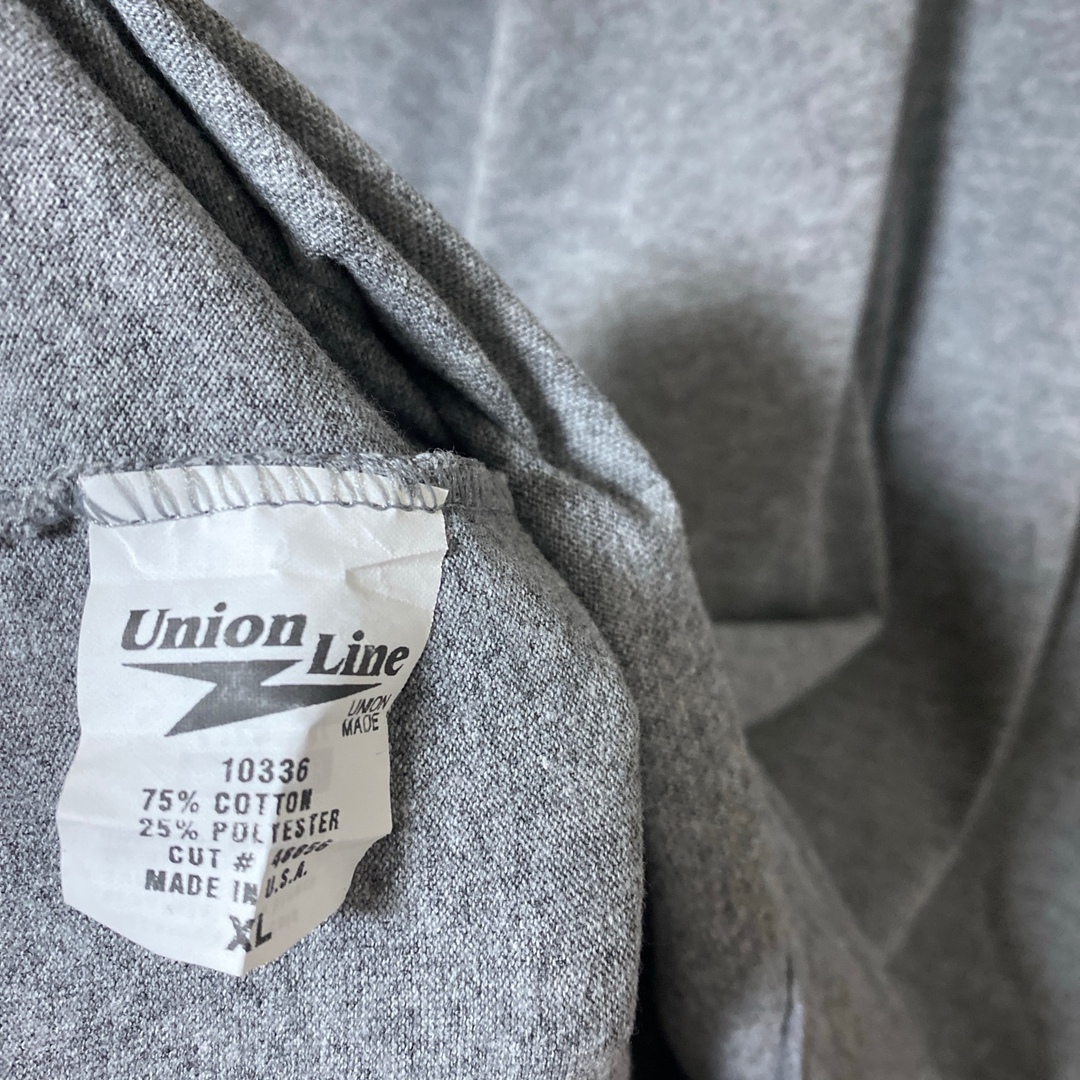 Union
Line
UNION
MADE
10336
75% COTTON
25% POLYESTER
CUT #
MADE IN U.S.A.
XL